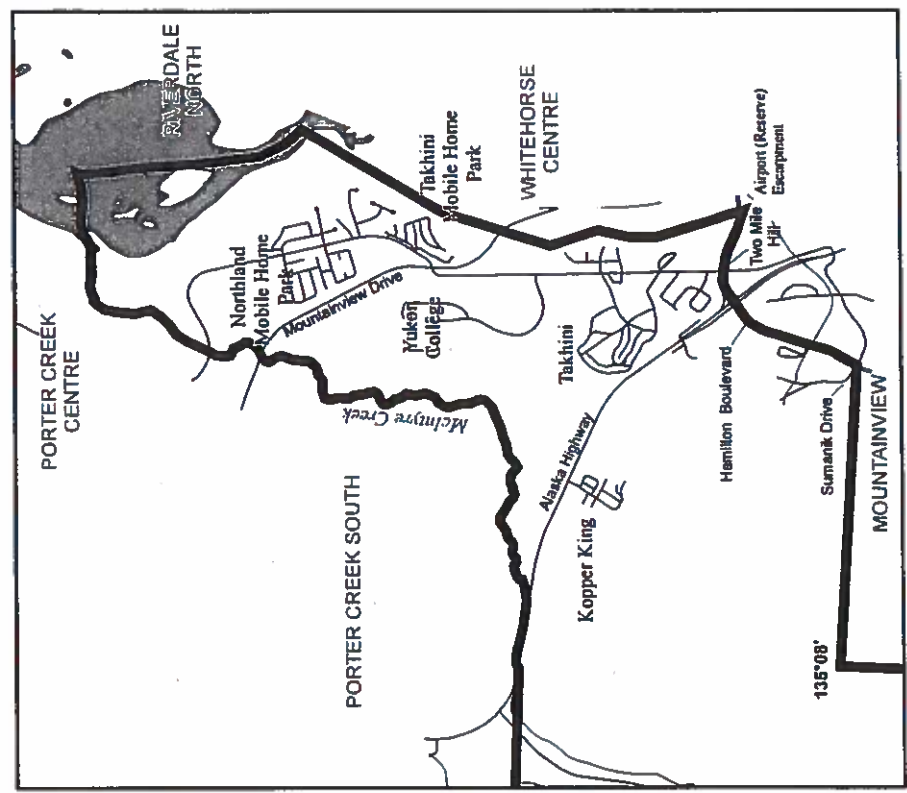 RIVERDALE
NORTH
PORTER CREEK
CENTRE
Takhini
Mobile Home
Park
WHITEHORSE
CENTRE
Northland
Mobile Home
Park
Mountainview Drive
Yukon
College
Airport (Reserve)
Escarpment
Two Mile
Hill
Takhini
McIntyre Creek
Hamilton Boulevard
Alaska Highway
Sumanik Drive
MOUNTAINVIEW
PORTER CREEK SOUTH
Kopper King
135°08'